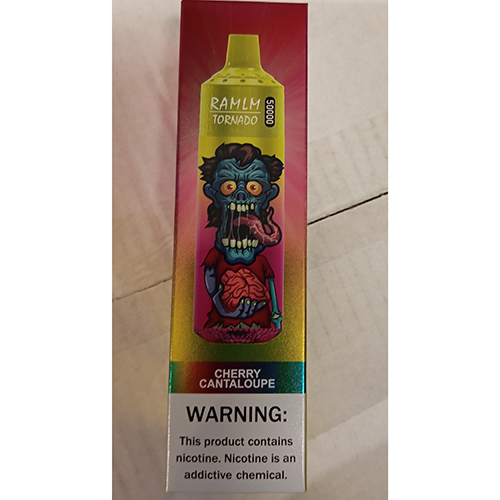 RAMLM
TORNADO
50000
CHERRY
CANTALOUPE
WARNING:
This product contains
nicotine. Nicotine is an
addictive chemical.